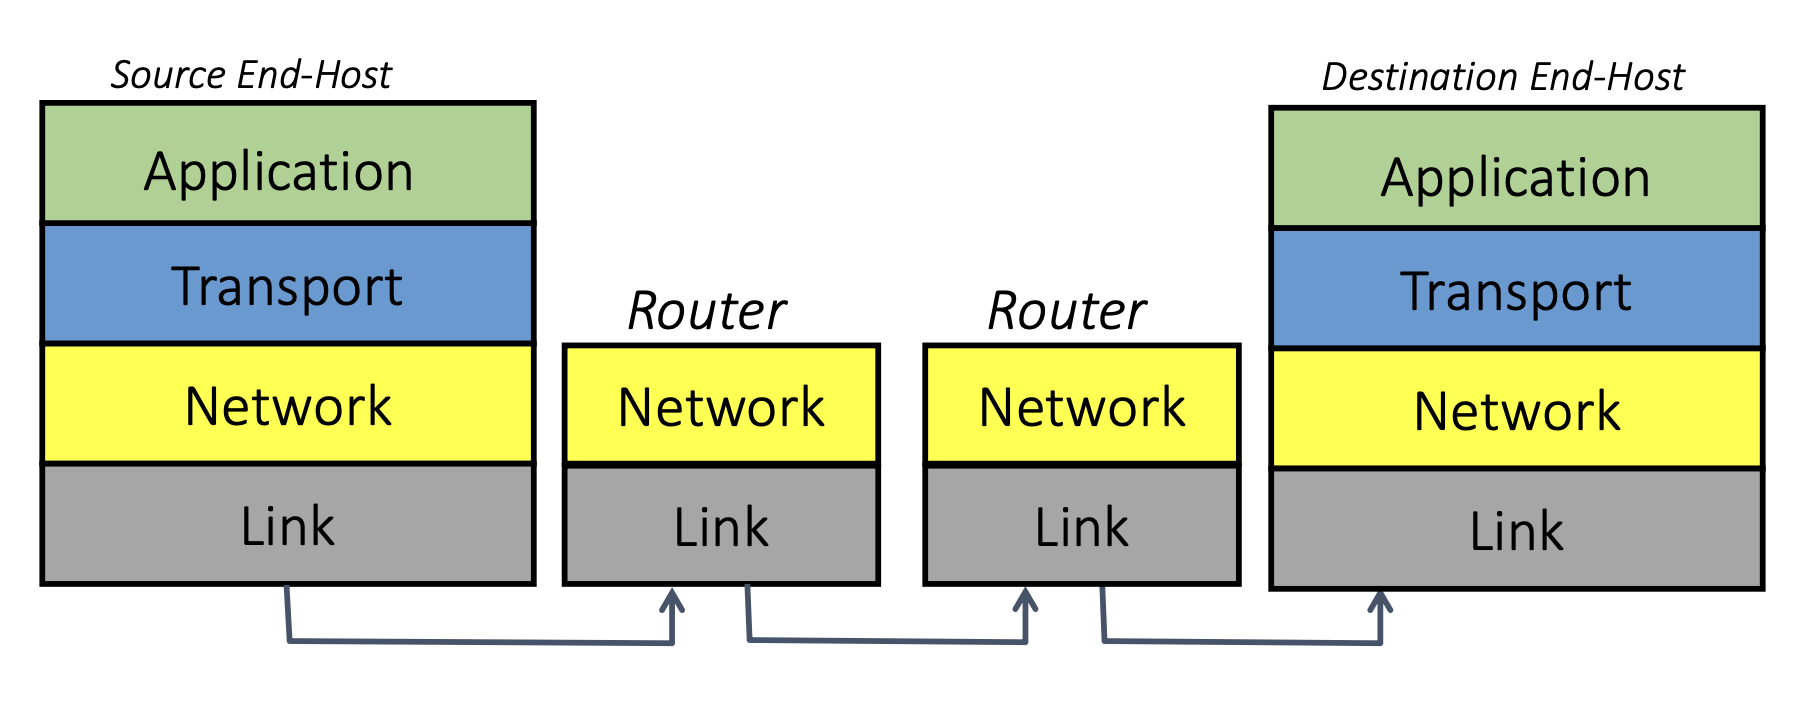 Source End-Host
Application
Transport
Network
Link
Router
Network
Link
Router
Network
Link
Destination End-Host
Application
Transport
Network
Link